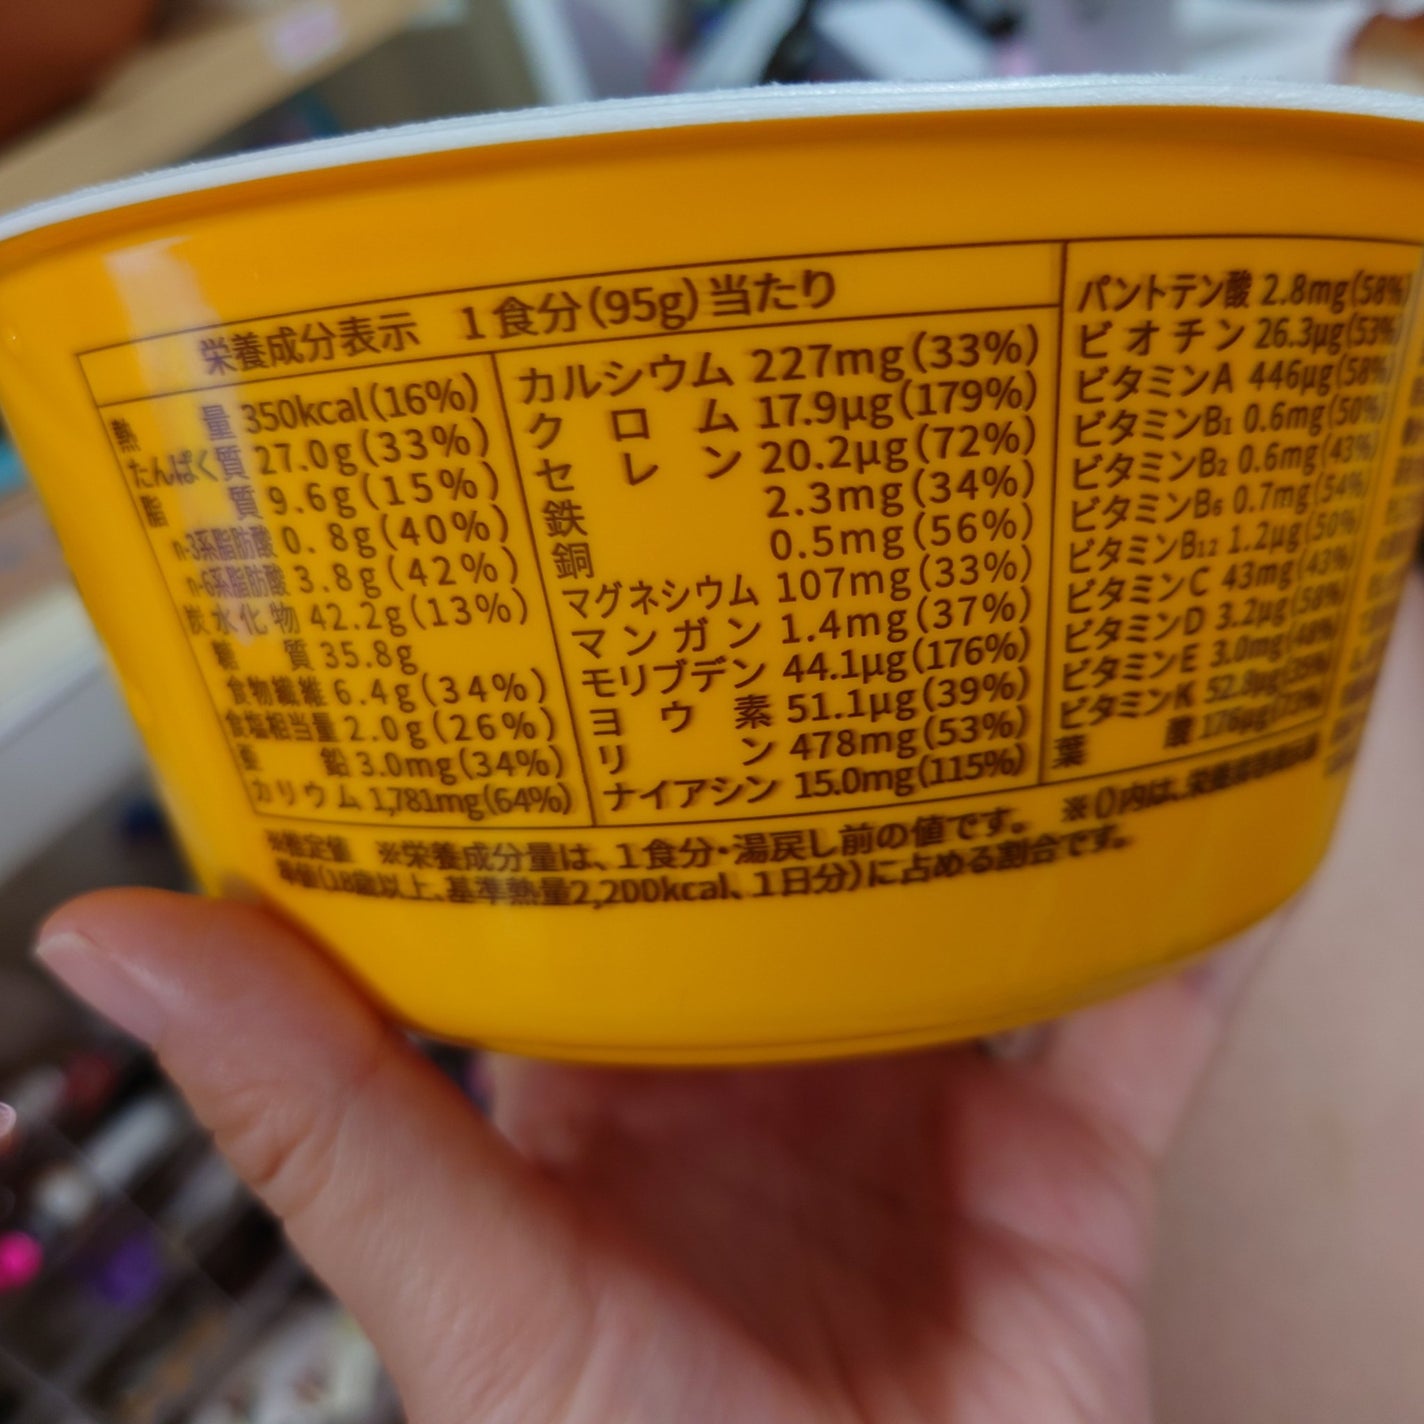 栄養成分表示 1食分(95g)当たり
熱量 350kcal(16%)
たんぱく質 27.0g(33%)
脂質 9.6g(15%)
n-3系脂肪酸 0.8g(40%)
n-6系脂肪酸 3.8g(42%)
炭水化物 42.2g(13%)
糖質 35.8g
食物繊維 6.4g(34%)
食塩相当量 2.0g(26%)
亜鉛 3.0mg(34%)
カリウム 1,781mg(64%)
カルシウム 227mg(33%)
クロム 17.9μg(179%)
セレン 20.2μg(72%)
鉄 2.3mg(34%)
銅 0.5mg(56%)
マグネシウム 107mg(33%)
マンガン 1.4mg(37%)
モリブデン 44.1μg(176%)
ヨウ素 51.1μg(39%)
リン 478mg(53%)
ナイアシン 15.0mg(115%)
パントテン酸 2.8mg(58%)
ビオチン 26.3μg(53%)
ビタミンA 446μg(58%)
ビタミンB1 0.6mg(50%)
ビタミンB2 0.6mg(43%)
ビタミンB6 0.7mg(54%)
ビタミンB12 1.2μg(50%)
ビタミンC 43mg(43%)
ビタミンD 3.2μg(58%)
ビタミンE 3.0mg(48%)
ビタミンK 52.8μg(35%)
葉酸 176μg(73%)
※推定値 ※栄養成分量は、1食分・湯戻し前の値です。 ※()内は、栄養素等表示基
準値(18歳以上、基準熱量2,200kcal、1日分)に占める割合です。